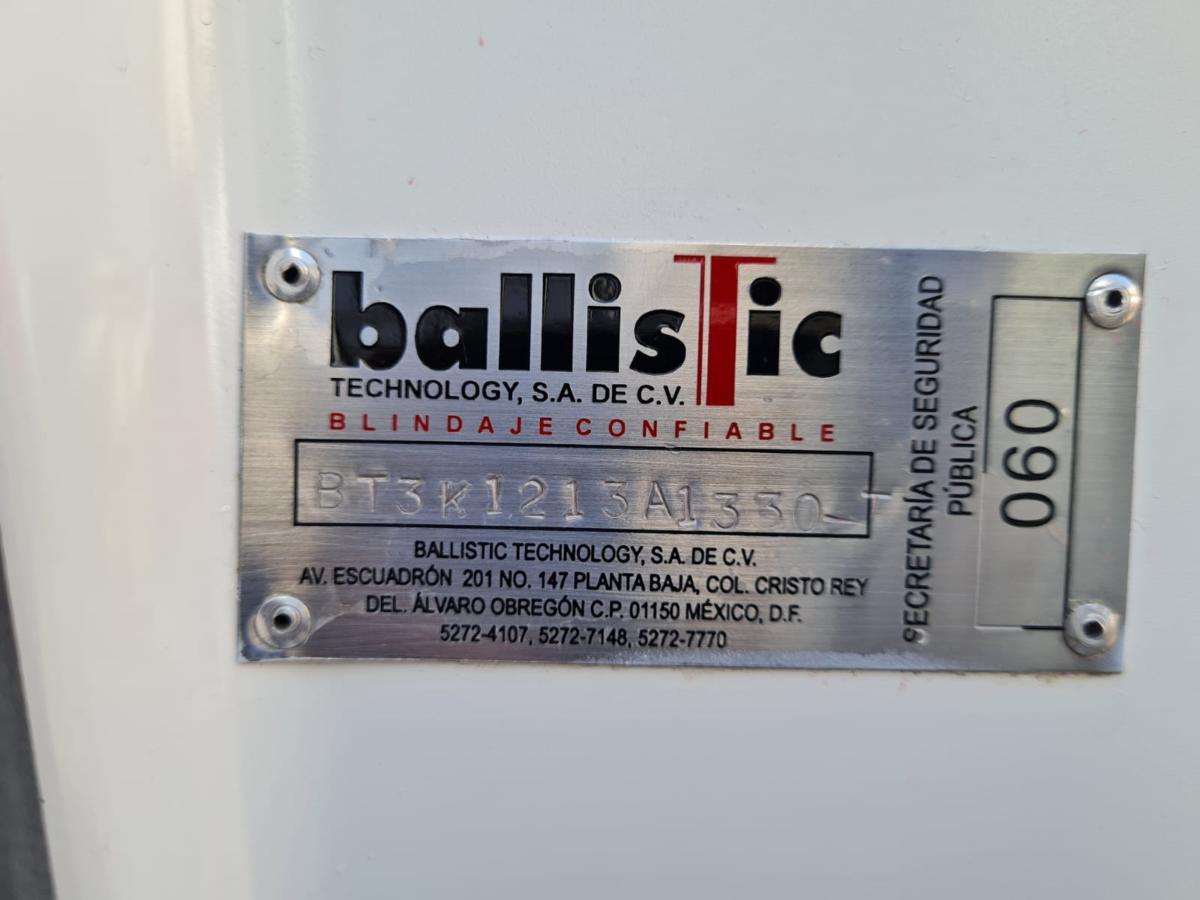 ballisTic
TECHNOLOGY, S.A. DE C.V.
BLINDAJE CONFIABLE
BT3K1213A1330-T
BALLISTIC TECHNOLOGY, S.A. DE C.V.
AV. ESCUADRÓN 201 NO. 147 PLANTA BAJA, COL. CRISTO REY
DEL. ÁLVARO OBREGÓN C.P. 01150 MÉXICO, D.F.
5272-4107, 5272-7148, 5272-7770
SECRETARÍA DE SEGURIDAD
PÚBLICA
060